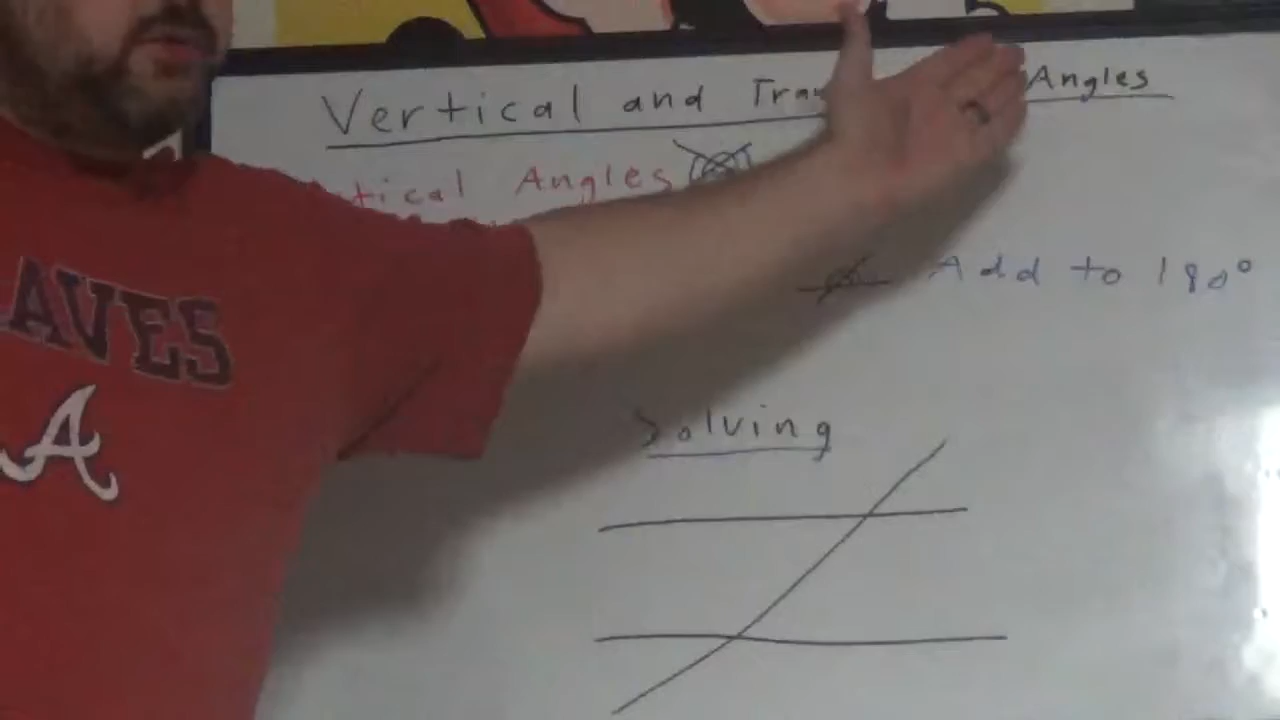 Vertical and Angles
Angles
Add to 180°
Solving
AVES
A